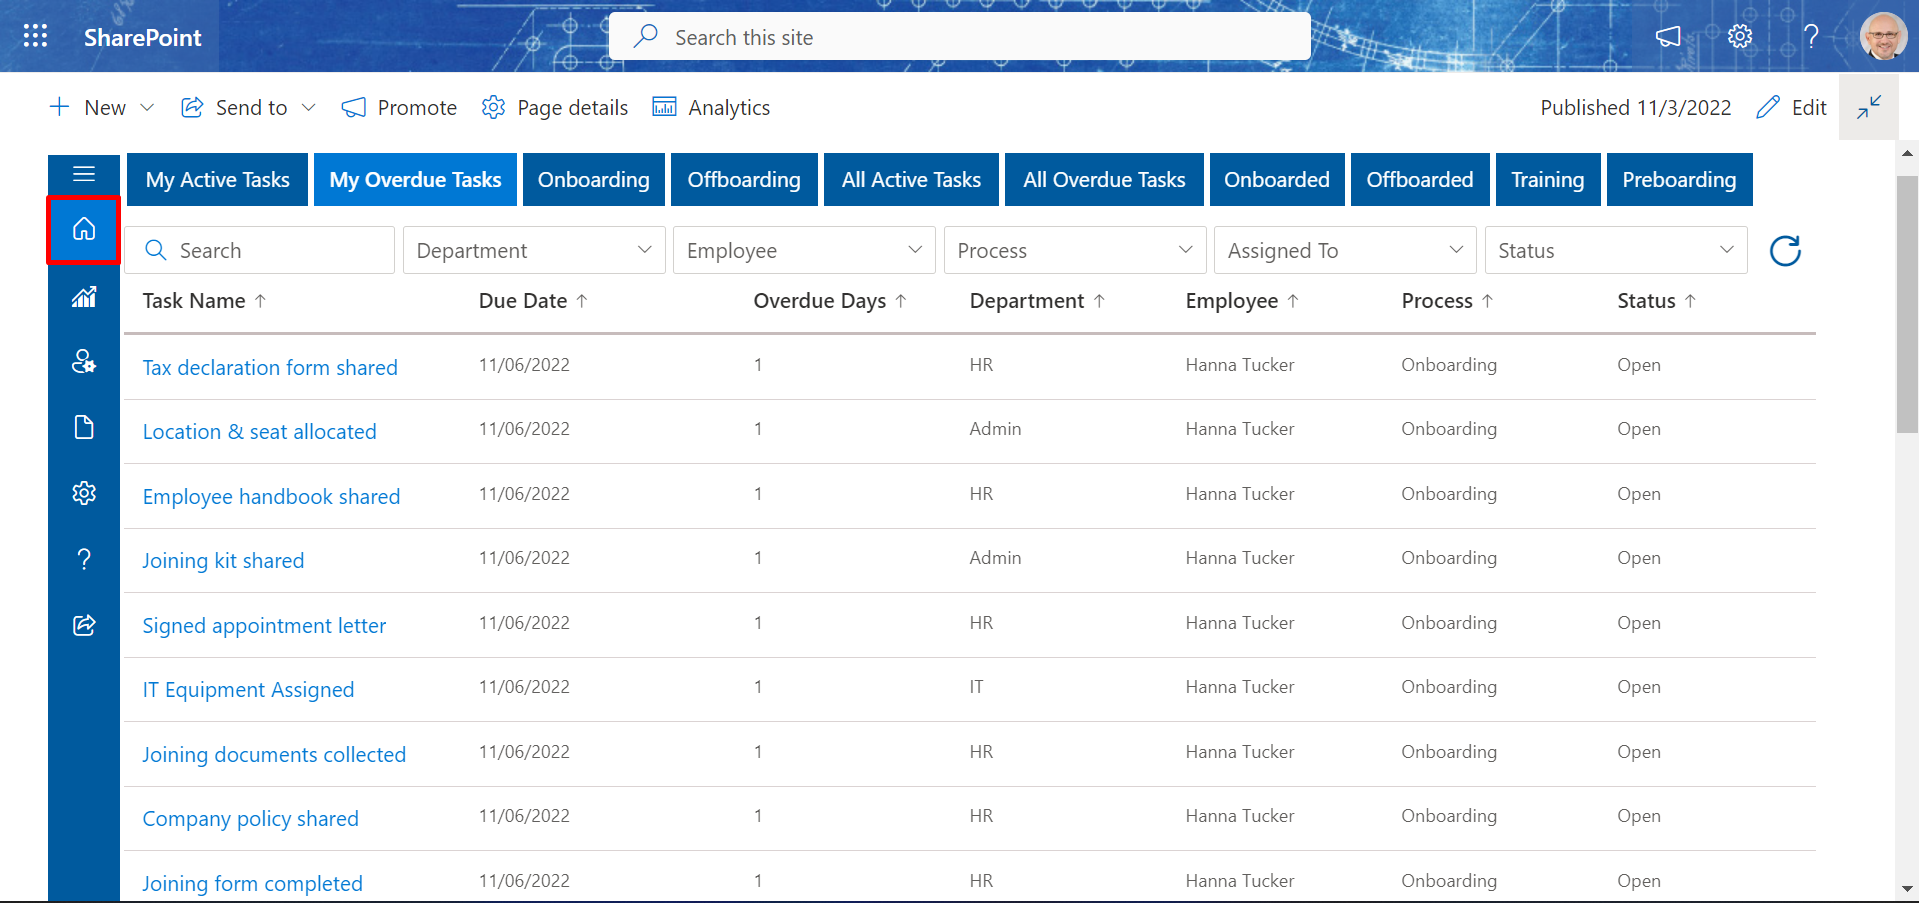 SharePoint
Search this site
New Send to Promote Page details Analytics Published 11/3/2022 Edit
My Active Tasks My Overdue Tasks Onboarding Offboarding All Active Tasks All Overdue Tasks Onboarded Offboarded Training Preboarding
Search Department Employee Process Assigned To Status
Task Name ↑ Due Date ↑ Overdue Days ↑ Department ↑ Employee ↑ Process ↑ Status ↑
Tax declaration form shared 11/06/2022 1 HR Hanna Tucker Onboarding Open
Location & seat allocated 11/06/2022 1 Admin Hanna Tucker Onboarding Open
Employee handbook shared 11/06/2022 1 HR Hanna Tucker Onboarding Open
Joining kit shared 11/06/2022 1 Admin Hanna Tucker Onboarding Open
Signed appointment letter 11/06/2022 1 HR Hanna Tucker Onboarding Open
IT Equipment Assigned 11/06/2022 1 IT Hanna Tucker Onboarding Open
Joining documents collected 11/06/2022 1 HR Hanna Tucker Onboarding Open
Company policy shared 11/06/2022 1 HR Hanna Tucker Onboarding Open
Joining form completed 11/06/2022 1 HR Hanna Tucker Onboarding Open